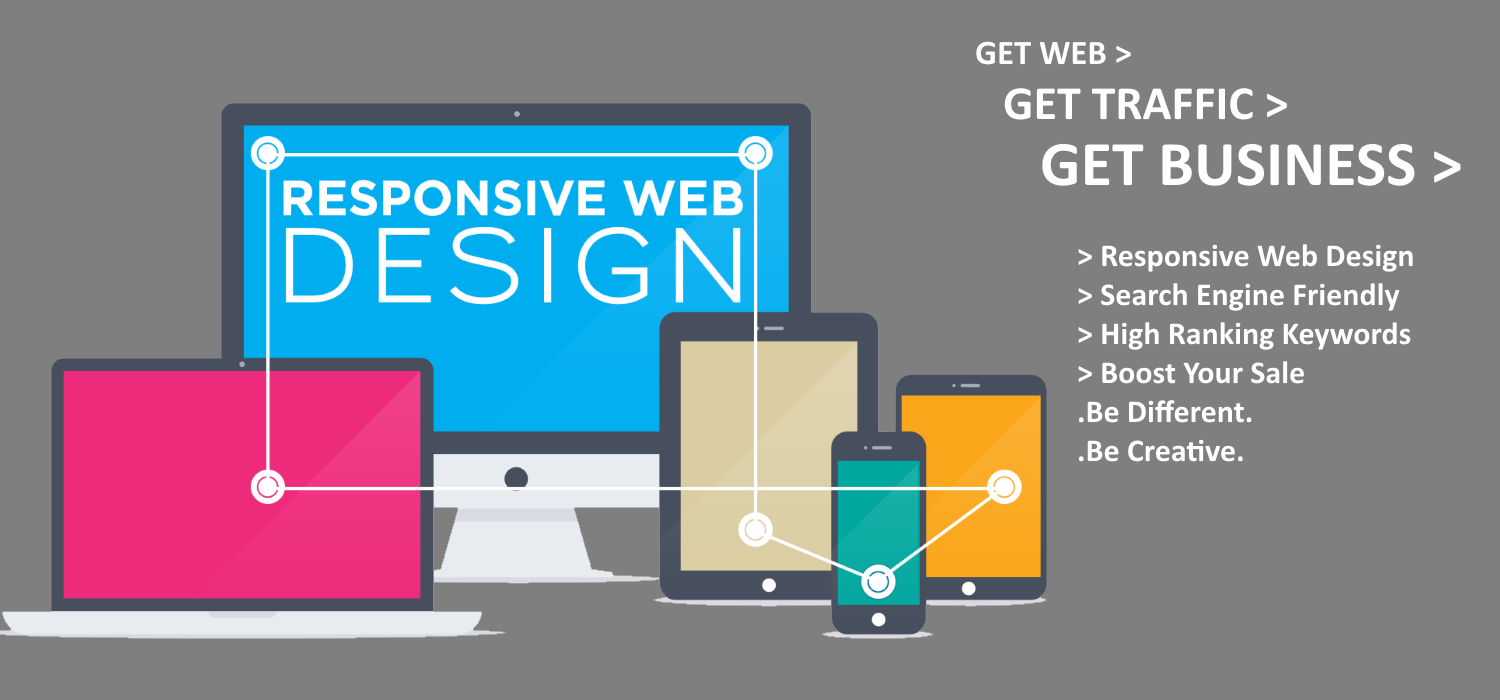 RESPONSIVE WEB
DESIGN
GET WEB >
GET TRAFFIC >
GET BUSINESS >
> Responsive Web Design
> Search Engine Friendly
> High Ranking Keywords
> Boost Your Sale
.Be Different.
.Be Creative.